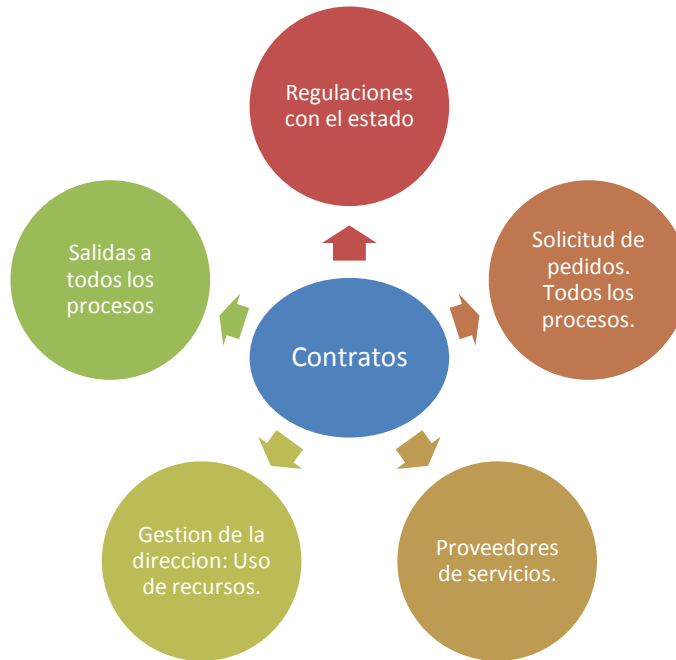 Regulaciones
con el estado
Solicitud de
pedidos.
Todos los
procesos.
Proveedores
de servicios.
Gestion de la
direccion: Uso
de recursos.
Salidas a
todos los
procesos
Contratos